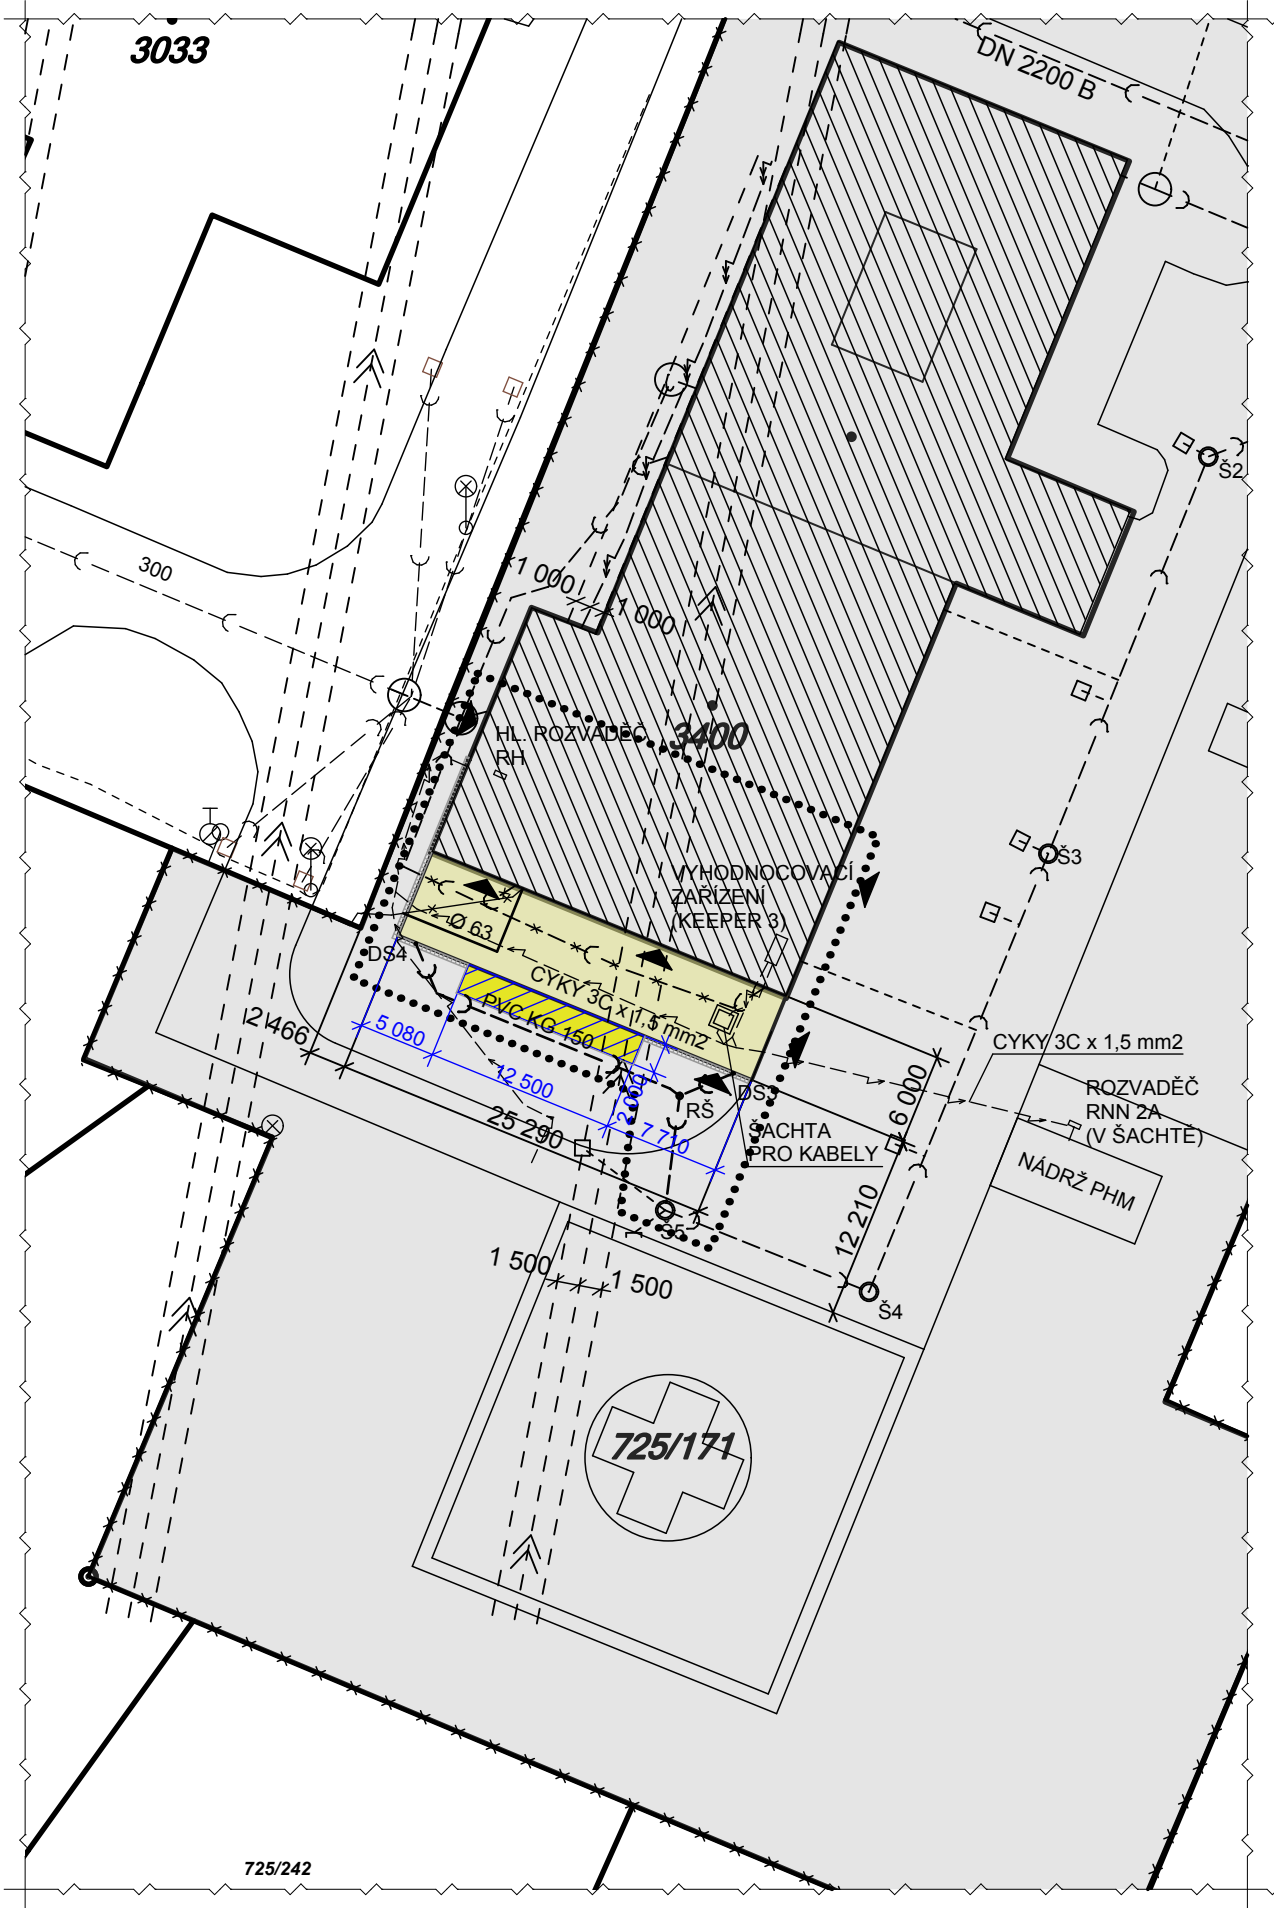 3033
DN 2200 B
Š2
300
1 000
1 000
HL. ROZVADĚČ
RH
3400
Š3
VYHODNOCOVACÍ
ZAŘÍZENÍ
(KEEPER 3)
Ø 63
DS4
CYKY 3C x 1,5 mm2
PVC KG 150
2 466
5 080
12 500
25 290
2 000
7 710
RŠ
DS3
ŠACHTA
PRO KABELY
6 000
12 210
CYKY 3C x 1,5 mm2
ROZVADĚČ
RNN 2A
(V ŠACHTĚ)
NÁDRŽ PHM
Š5
Š4
1 500
1 500
725/171
725/242